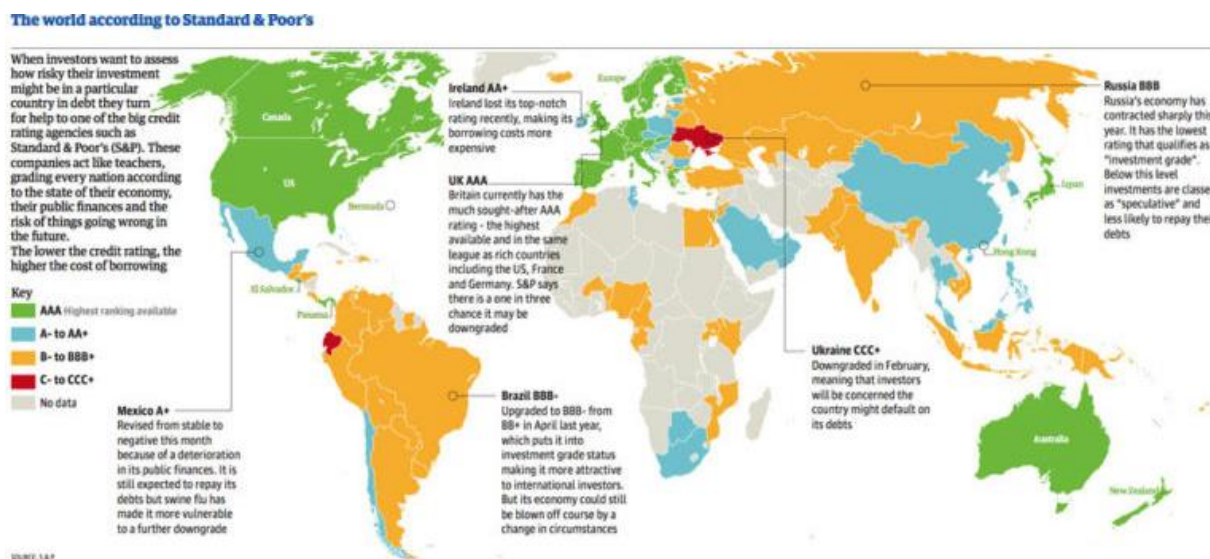 The world according to Standard & Poor's
When investors want to assess
how risky their investment
might be in a particular
country in debt they turn
for help to one of the big credit
rating agencies such as
Standard & Poor's (S&P). These
companies act like teachers,
grading every nation according
to the state of their economy,
their public finances and the
risk of things going wrong in
the future.
The lower the credit rating, the
higher the cost of borrowing
Key
AAA Highest ranking available
A- to AA+
B- to BBB+
C- to CCC+
No data
Canada
US
Bermuda
El Salvador
Panama
Mexico A+
Revised from stable to
negative this month
because of a deterioration
in its public finances. It is
still expected to repay its
debts but swine flu has
made it more vulnerable
to a further downgrade
Ireland AA+
Ireland lost its top-notch
rating recently, making its
borrowing costs more
expensive
Europe
UK AAA
Britain currently has the
much sought-after AAA
rating - the highest
available and in the same
league as rich countries
including the US, France
and Germany. S&P says
there is a one in three
chance it may be
downgraded
Brazil BBB-
Upgraded to BBB- from
BB+ in April last year,
which puts it into
investment grade status
making it more attractive
to international investors.
But its economy could still
be blown off course by a
change in circumstances
Ukraine CCC+
Downgraded in February,
meaning that investors
will be concerned the
country might default on
its debts
Russia BBB
Russia's economy has
contracted sharply this
year. It has the lowest
rating that qualifies as
"investment grade".
Below this level
investments are classe
as "speculative" and
less likely to repay thei
debts
Japan
Hong Kong
Australia
New Zealand
SOURCE: S&P